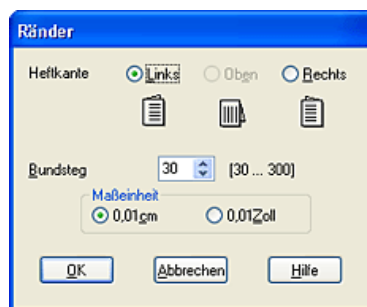 Ränder
Heftkante Links Oben Rechts
Bundsteg 30 [30 ... 300]
Maßeinheit
0,01cm 0,01Zoll
OK Abbrechen Hilfe